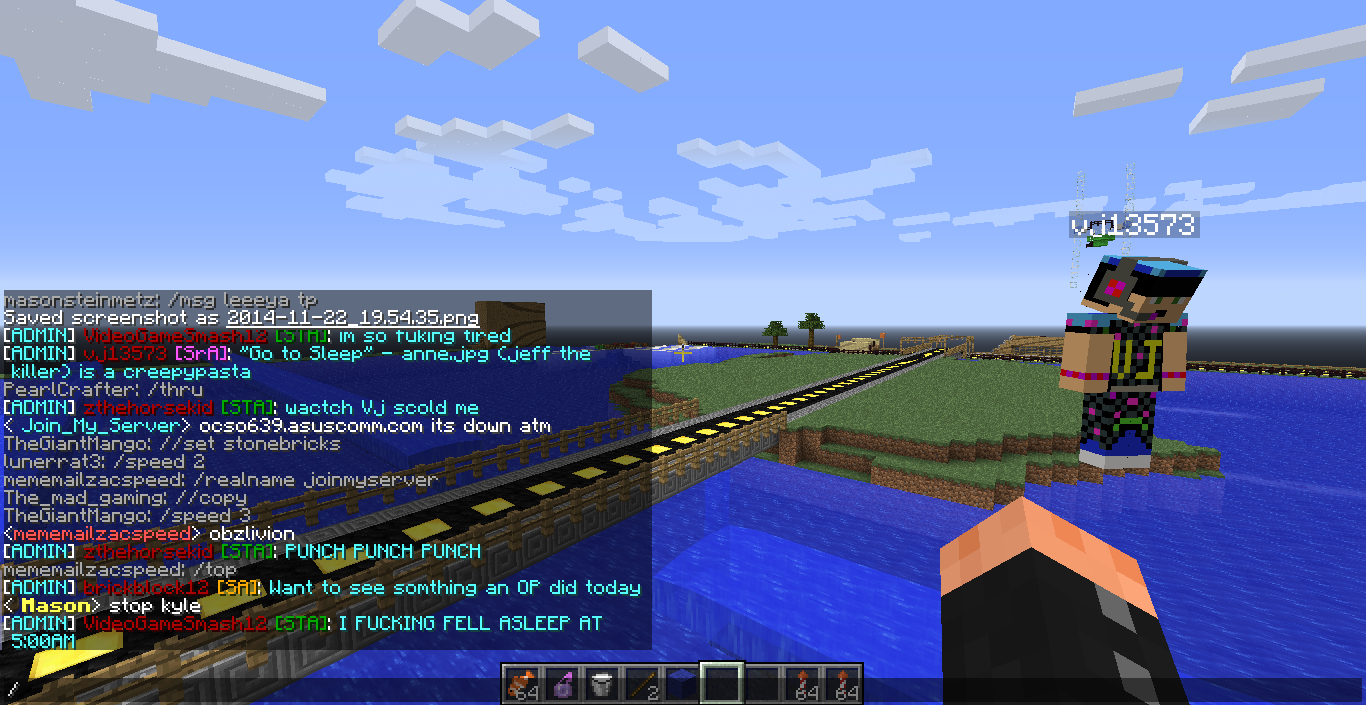 vj13573
masonsteinmetz: /msg leeeya tp
Saved screenshot as 2014-11-22_19.54.35.png
[ADMIN] VideoGameSmash12 [STA]: im so fuking tired
[ADMIN] vj13573 [SrA]: "Go to Sleep" - anne.jpg (jeff the
killer) is a creepypasta
PearlCrafter: /thru
[ADMIN] zthehorsekid [STA]: wactch Vj scold me
< Join_My_Server> ocso639.asuscomm.com its down atm
TheGiantMango: //set stonebricks
lunerrat3: /speed 2
mememailzacspeed: /realname joinmyserver
The_mad_gaming: //copy
TheGiantMango: /speed 3
<mememailzacspeed> obzlivion
[ADMIN] zthehorsekid [STA]: PUNCH PUNCH PUNCH
mememailzacspeed: /top
[ADMIN] brickblock12 [SA]: Want to see somthing an OP did today
< Mason> stop kyle
[ADMIN] VideoGameSmash12 [STA]: I FUCKING FELL ASLEEP AT
5:00AM
/
64 2 64 64
VJ